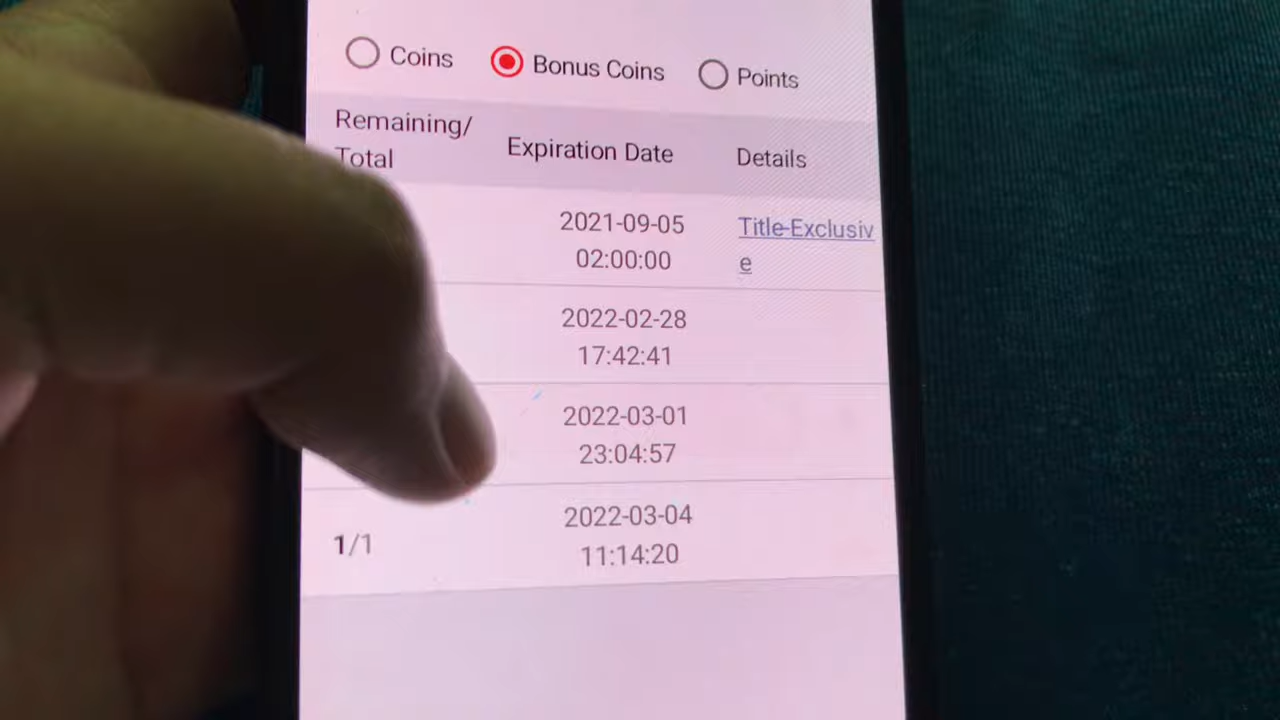 Coins Bonus Coins Points
Remaining/
Total
Expiration Date
Details
2021-09-05
02:00:00
Title-Exclusiv
e
2022-02-28
17:42:41
2022-03-01
23:04:57
1/1
2022-03-04
11:14:20